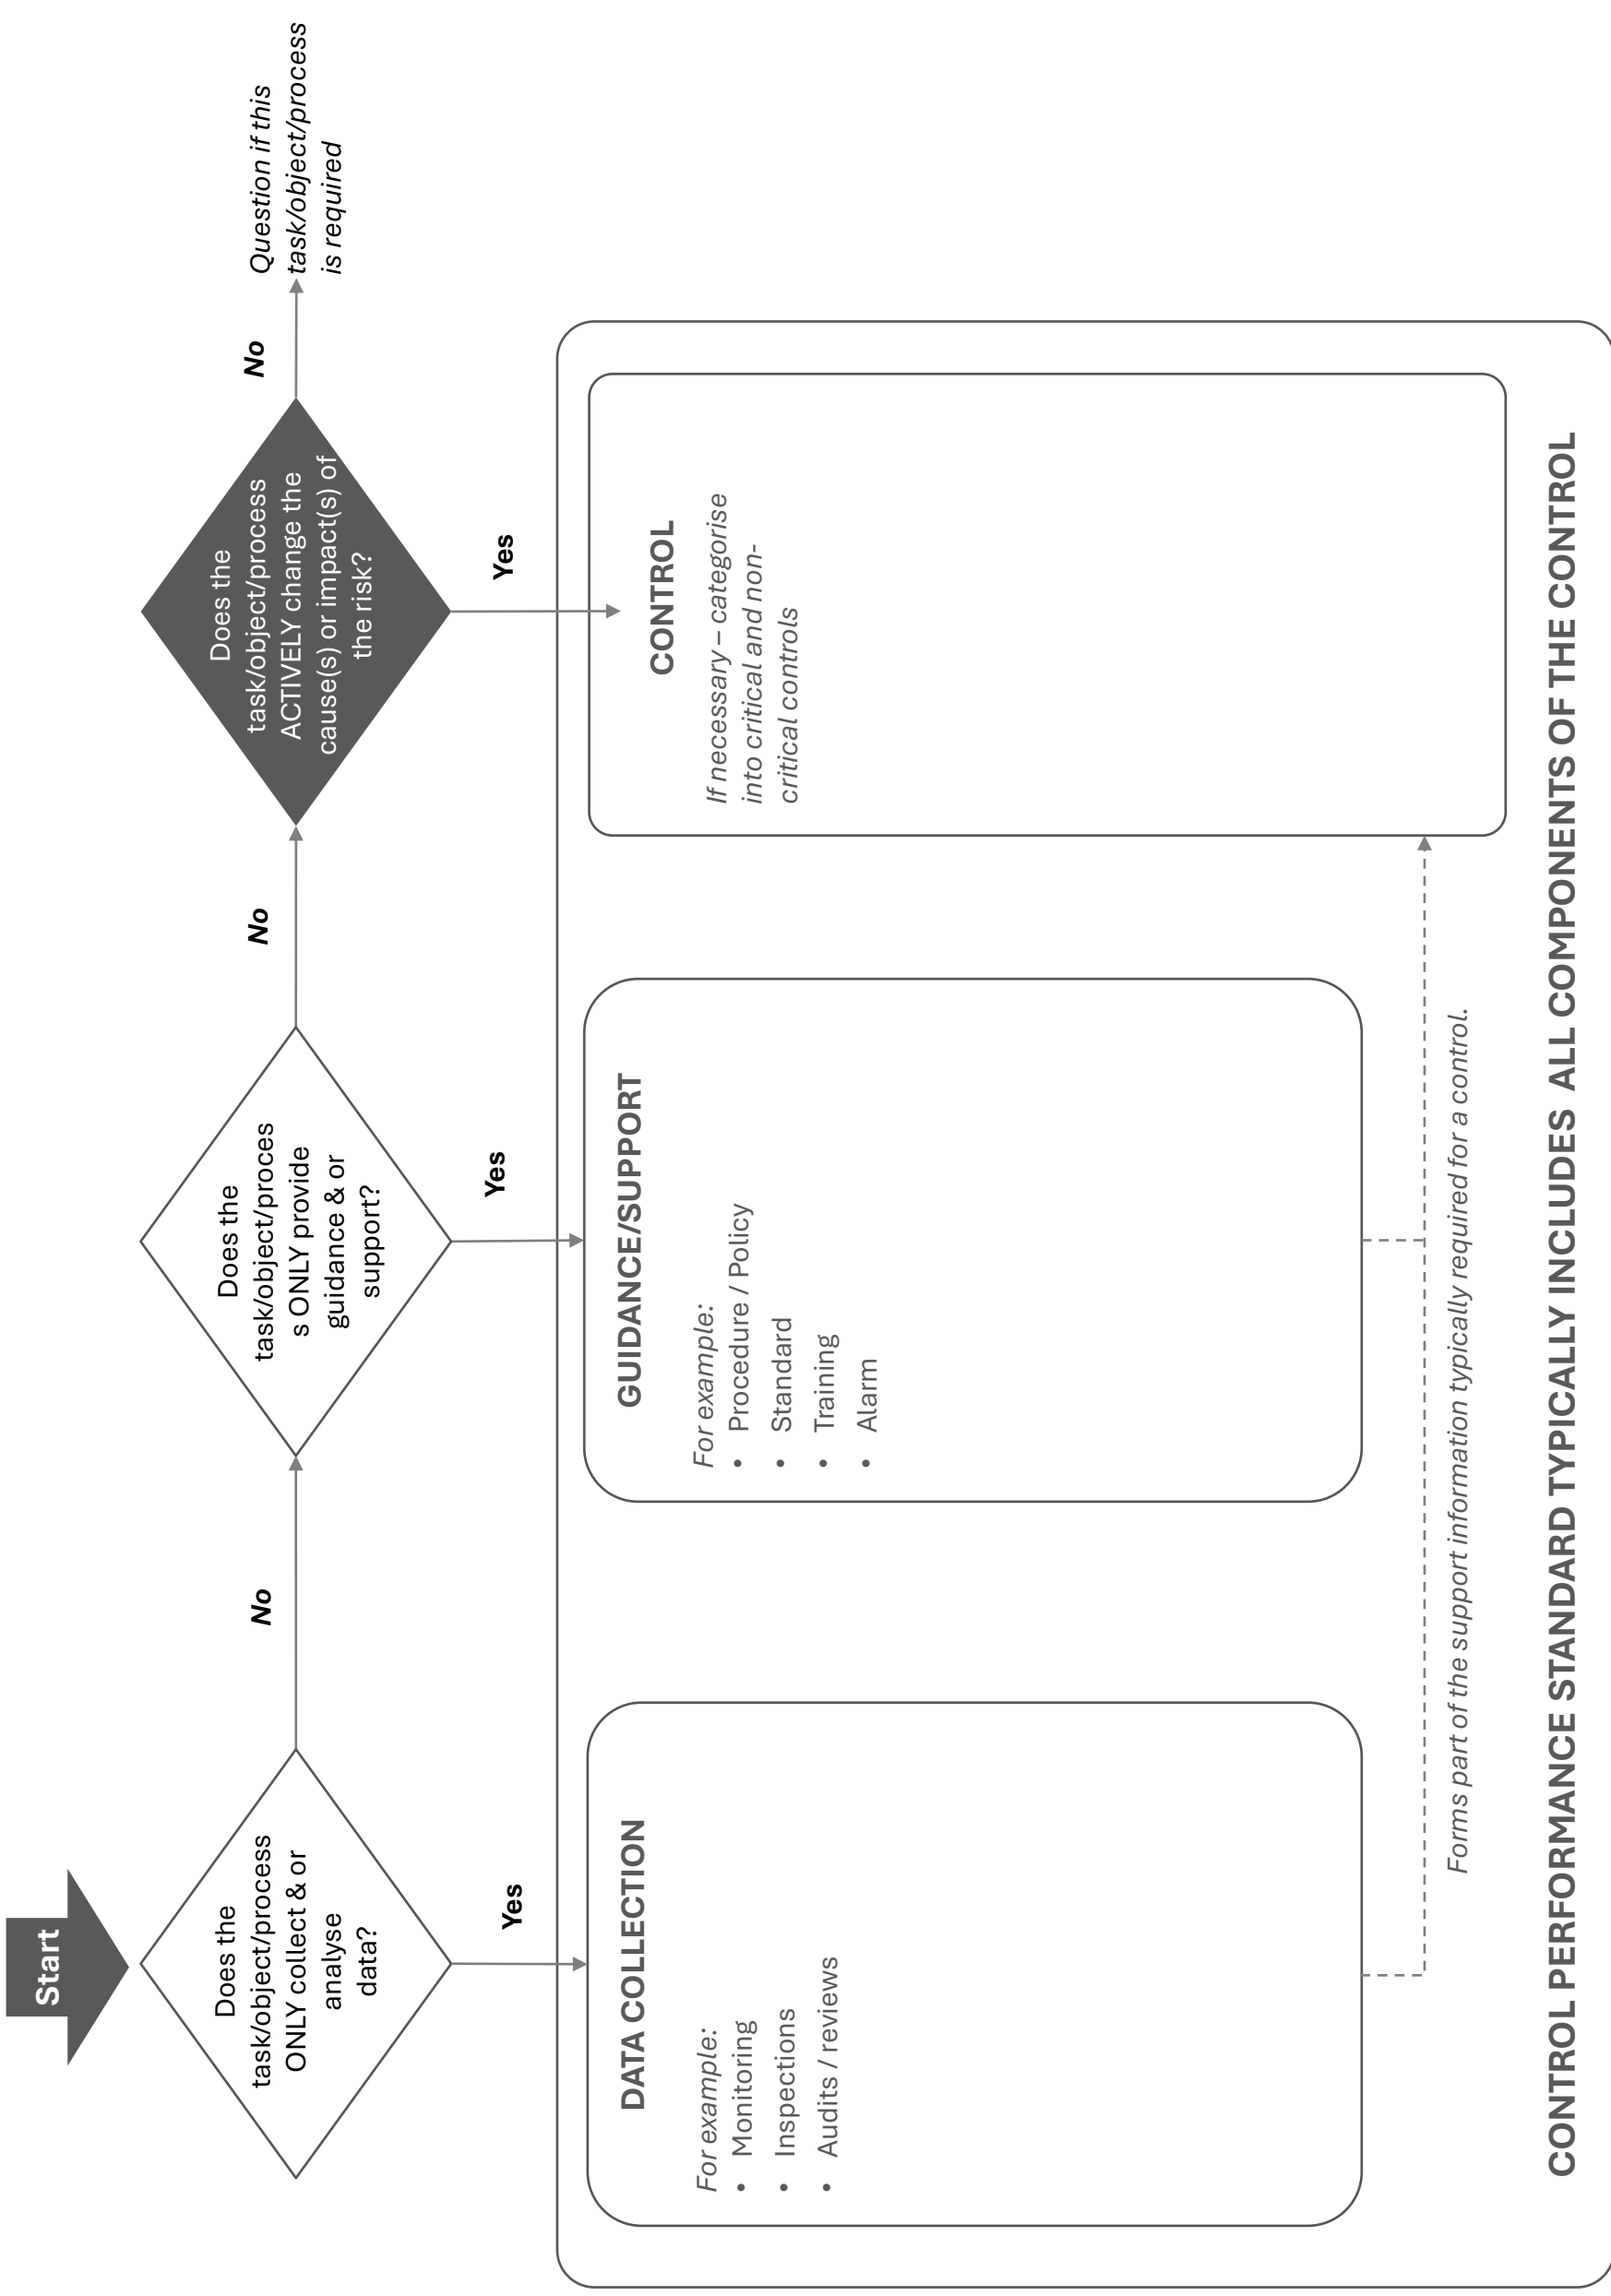 Start
Does the
task/object/process
ONLY collect & or
analyse
data?
No
Does the
task/object/proces
s ONLY provide
guidance & or
support?
No
Does the
task/object/process
ACTIVELY change the
cause(s) or impact(s) of
the risk?
No
Question if this
task/object/process
is required
Yes
Yes
Yes
DATA COLLECTION
For example:
• Monitoring
• Inspections
• Audits / reviews
GUIDANCE/SUPPORT
For example:
• Procedure / Policy
• Standard
• Training
• Alarm
CONTROL
If necessary – categorise
into critical and non-
critical controls
Forms part of the support information typically required for a control.
CONTROL PERFORMANCE STANDARD TYPICALLY INCLUDES ALL COMPONENTS OF THE CONTROL